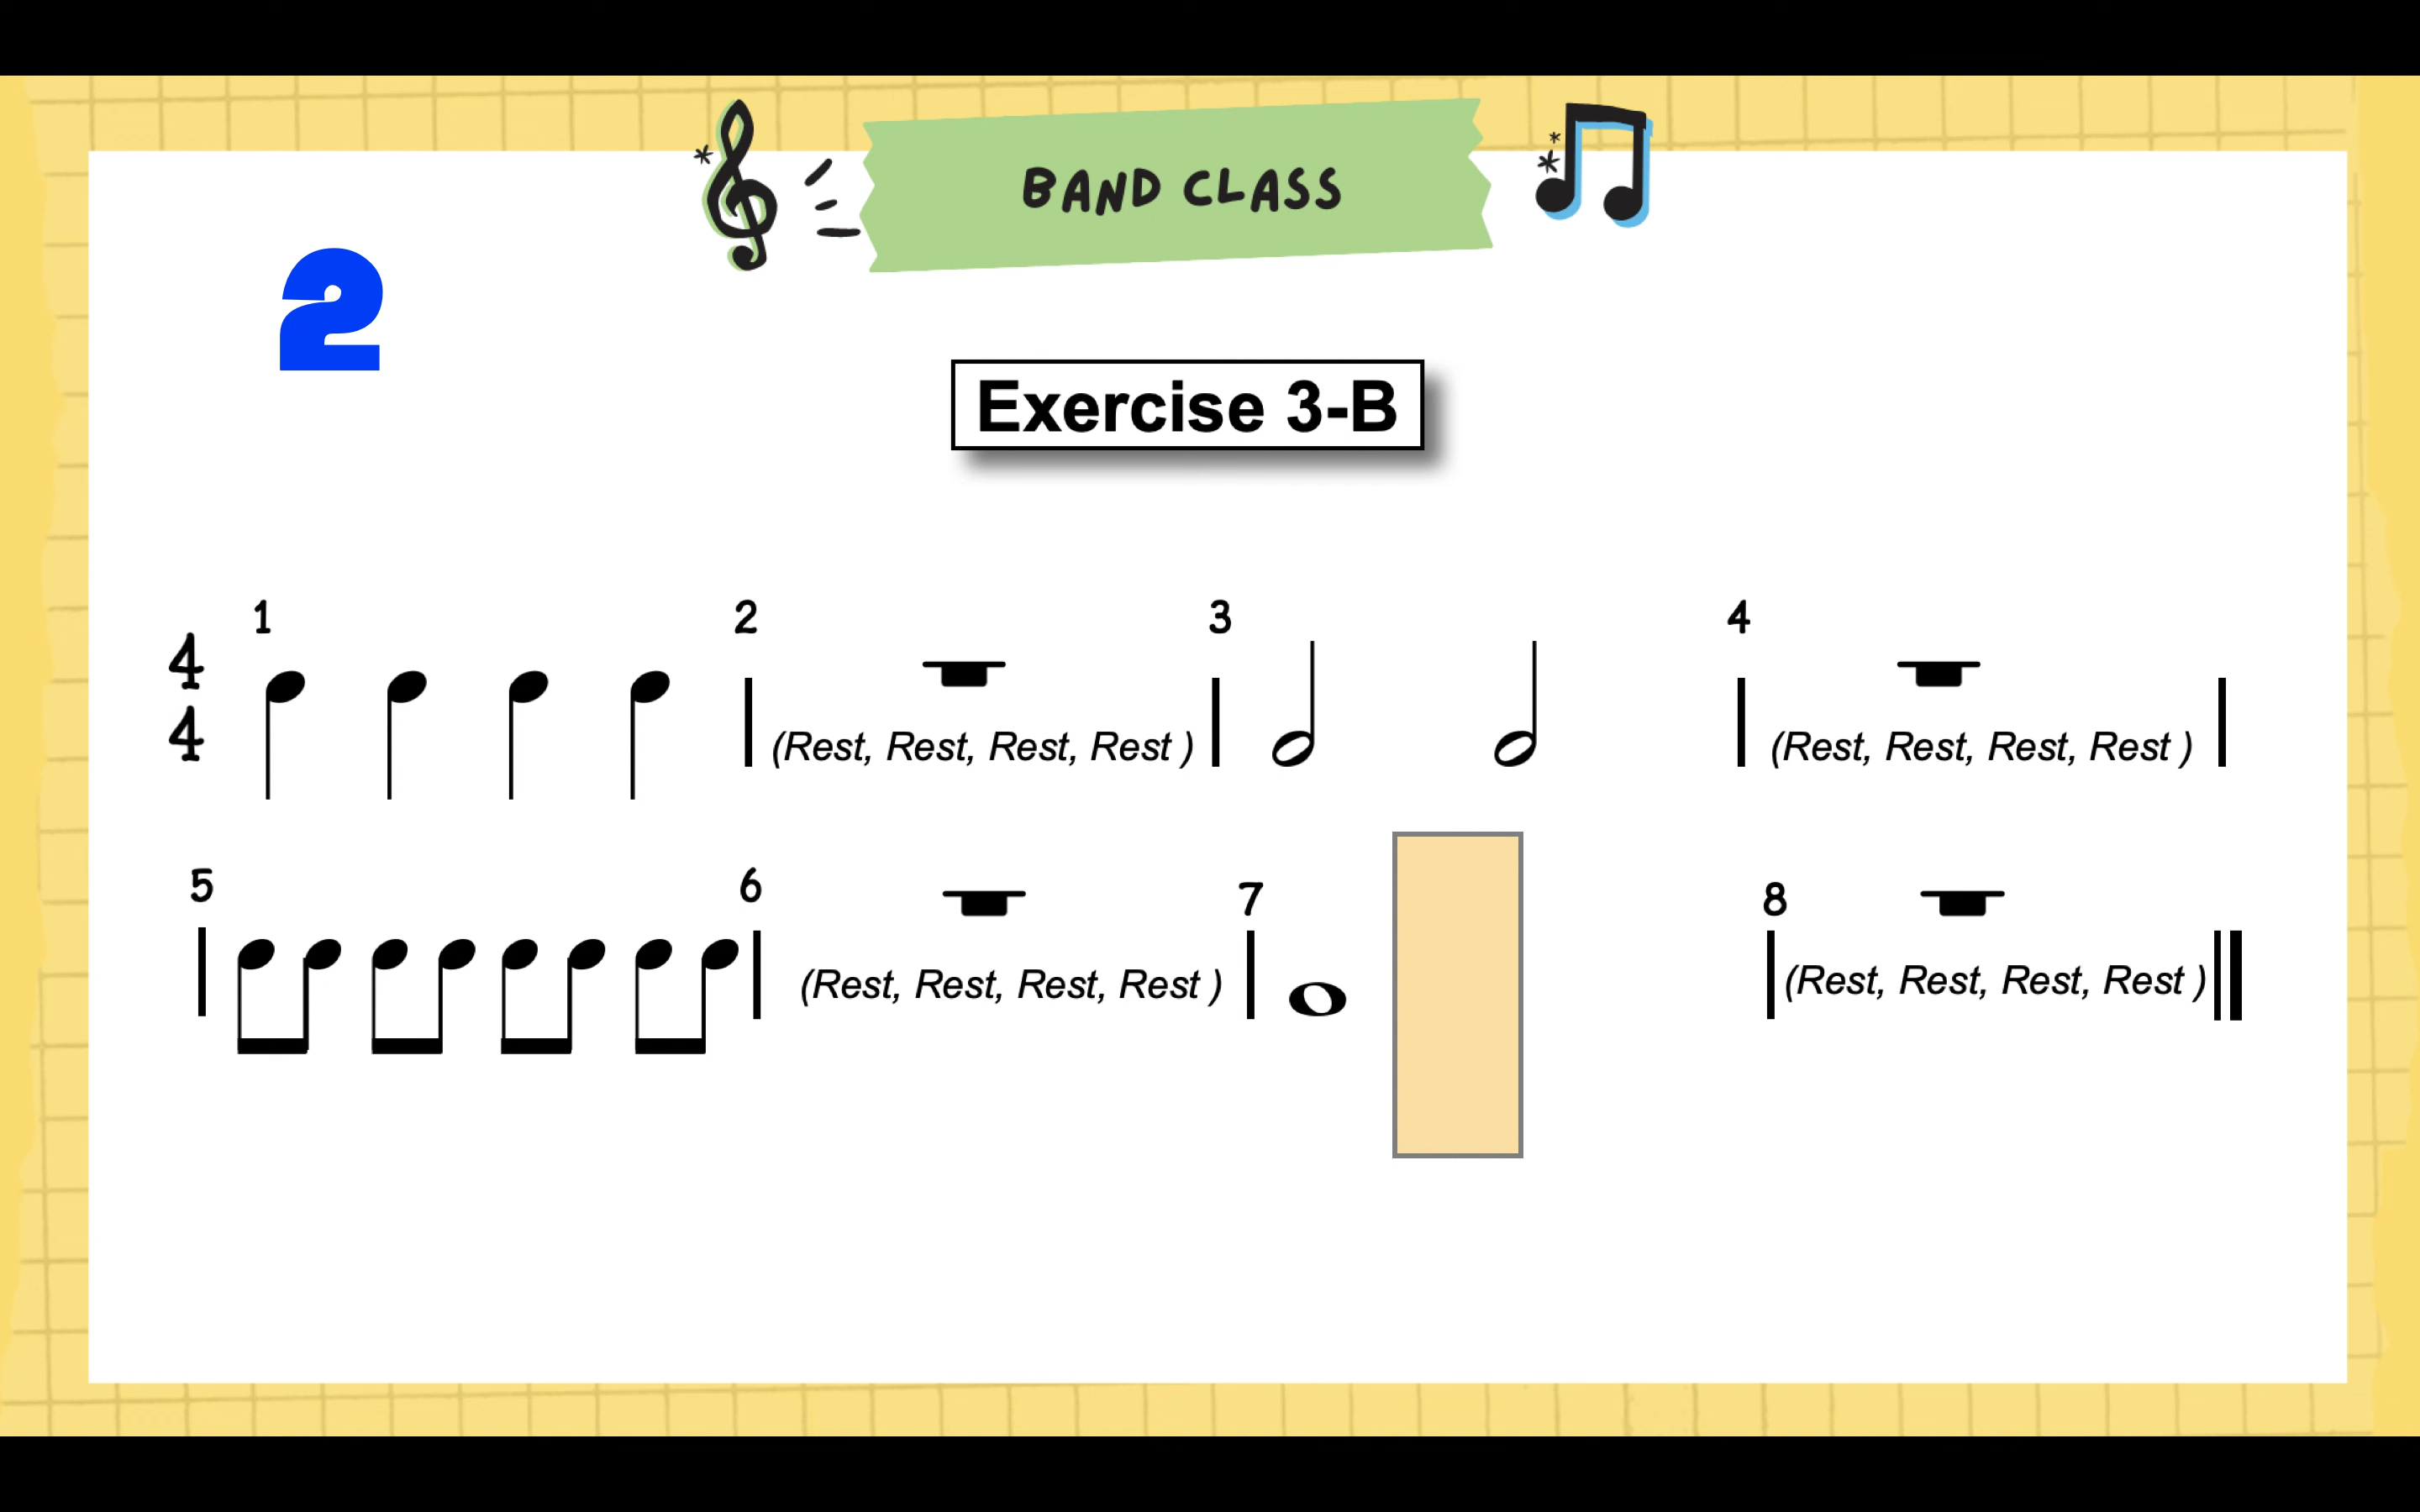 BAND CLASS
2
Exercise 3-B
1 2 3 4
4
4
(Rest, Rest, Rest, Rest ) (Rest, Rest, Rest, Rest )
5 6 7 8
(Rest, Rest, Rest, Rest ) (Rest, Rest, Rest, Rest )